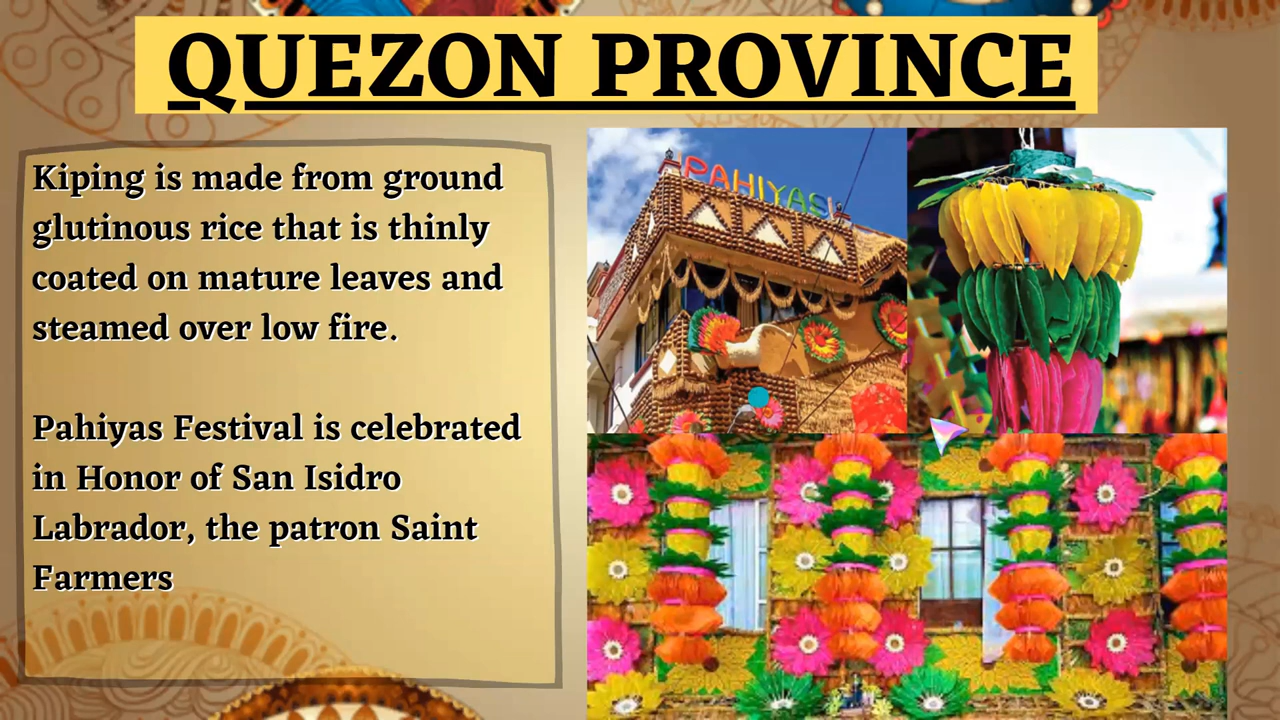 QUEZON PROVINCE
Kiping is made from ground
glutinous rice that is thinly
coated on mature leaves and
steamed over low fire.
Pahiyas Festival is celebrated
in Honor of San Isidro
Labrador, the patron Saint
Farmers
PAHIYAS